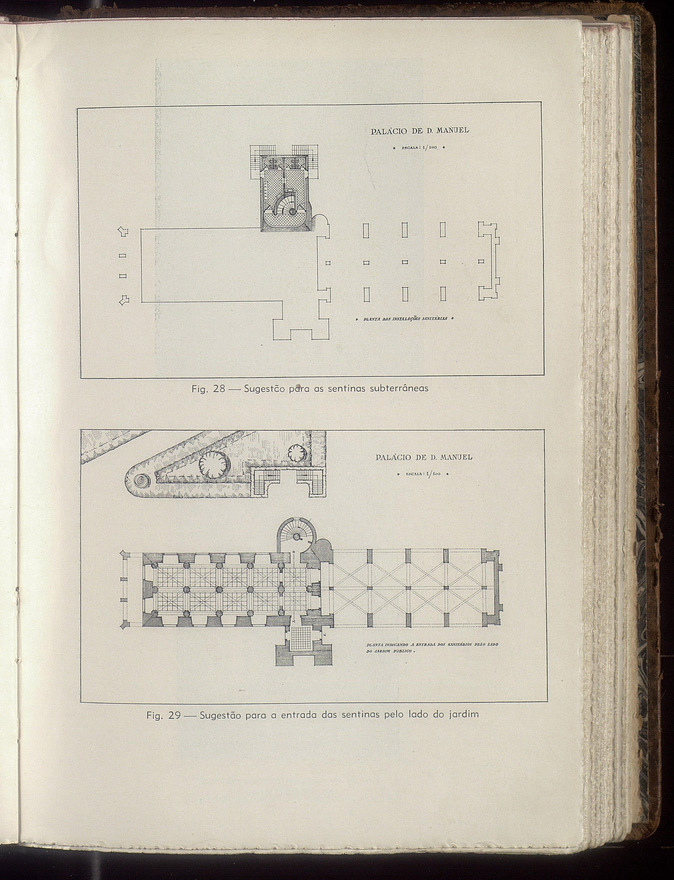 PALÁCIO DE D. MANUEL
ESCALA: 1/200
PLANTA DAS INSTALAÇÕES SANITÁRIAS
Fig. 28 — Sugestão para as sentinas subterrâneas
PALÁCIO DE D. MANUEL
ESCALA: 1/200
PLANTA INDICANDO A ENTRADA DOS SANITÁRIOS PELO LADO
DO JARDIM PÚBLICO.
Fig. 29 — Sugestão para a entrada das sentinas pelo lado do jardim